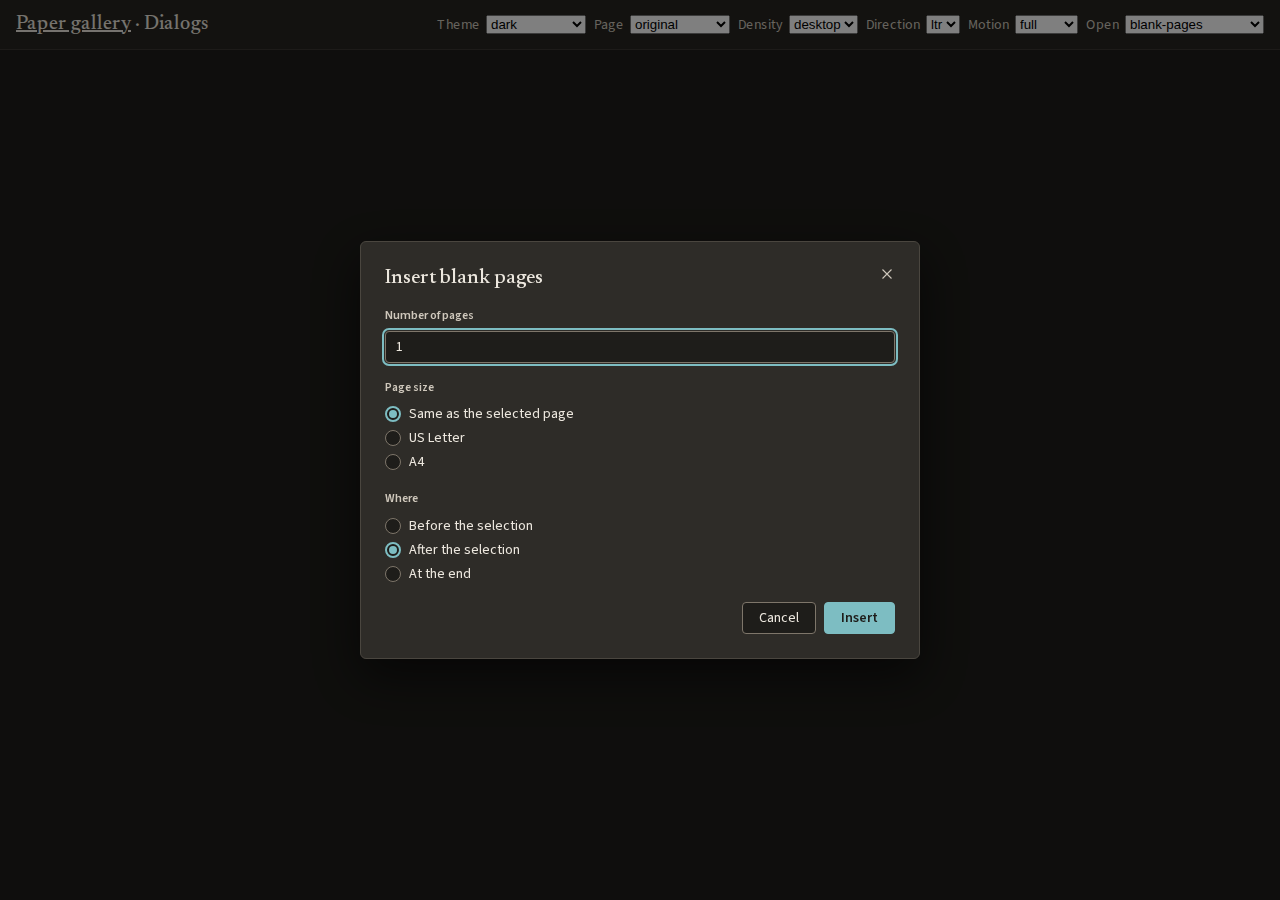 Paper gallery · Dialogs Theme dark Page original Density desktop Direction ltr Motion full Open blank-pages
Insert blank pages
Number of pages
1
Page size
Same as the selected page
US Letter
A4
Where
Before the selection
After the selection
At the end
Cancel Insert